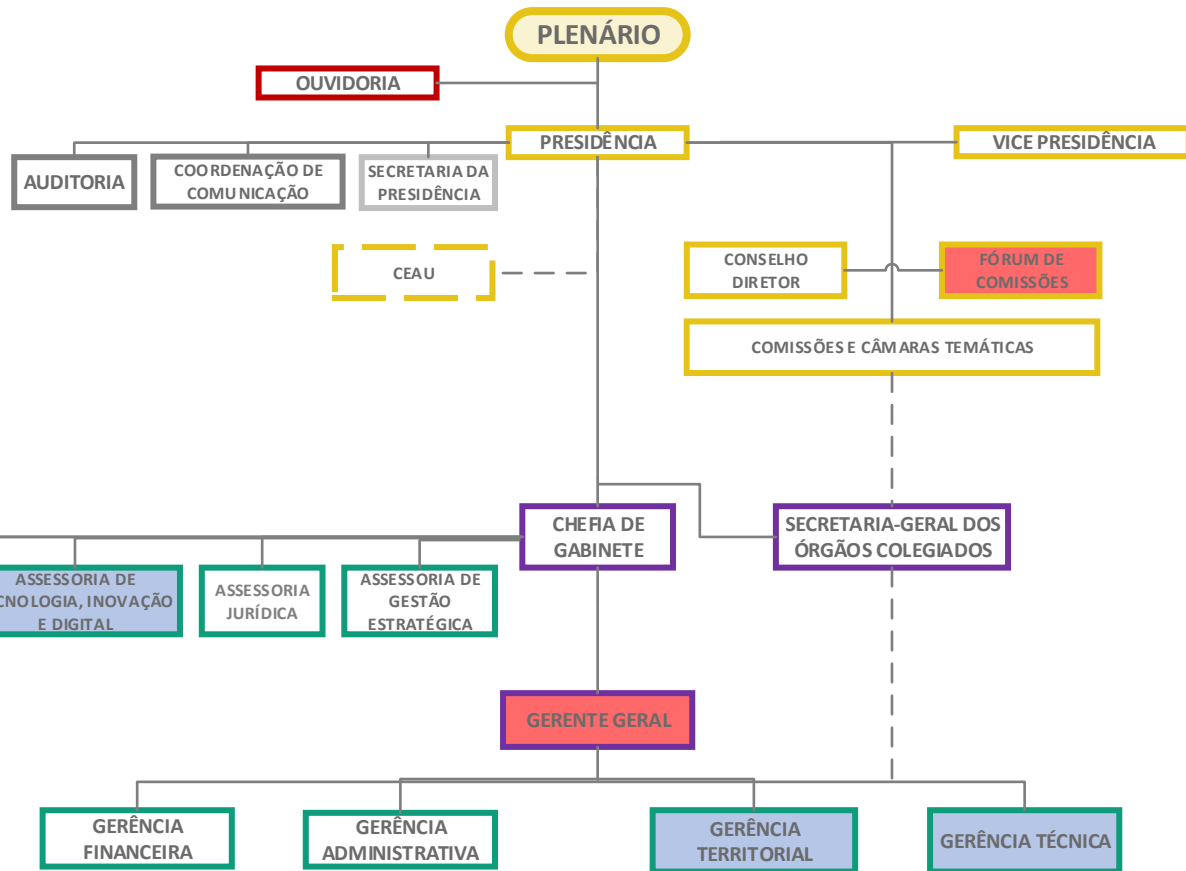 PLENÁRIO
OUVIDORIA
PRESIDÊNCIA
VICE PRESIDÊNCIA
AUDITORIA
COORDENAÇÃO DE
COMUNICAÇÃO
SECRETARIA DA
PRESIDÊNCIA
CEAU
CONSELHO
DIRETOR
FÓRUM DE
COMISSÕES
COMISSÕES E CÂMARAS TEMÁTICAS
CHEFIA DE
GABINETE
SECRETARIA-GERAL DOS
ÓRGÃOS COLEGIADOS
ASSESSORIA DE
CNOLOGIA, INOVAÇÃO
E DIGITAL
ASSESSORIA
JURÍDICA
ASSESSORIA DE
GESTÃO
ESTRATÉGICA
GERENTE GERAL
GERÊNCIA
FINANCEIRA
GERÊNCIA
ADMINISTRATIVA
GERÊNCIA
TERRITORIAL
GERÊNCIA TÉCNICA